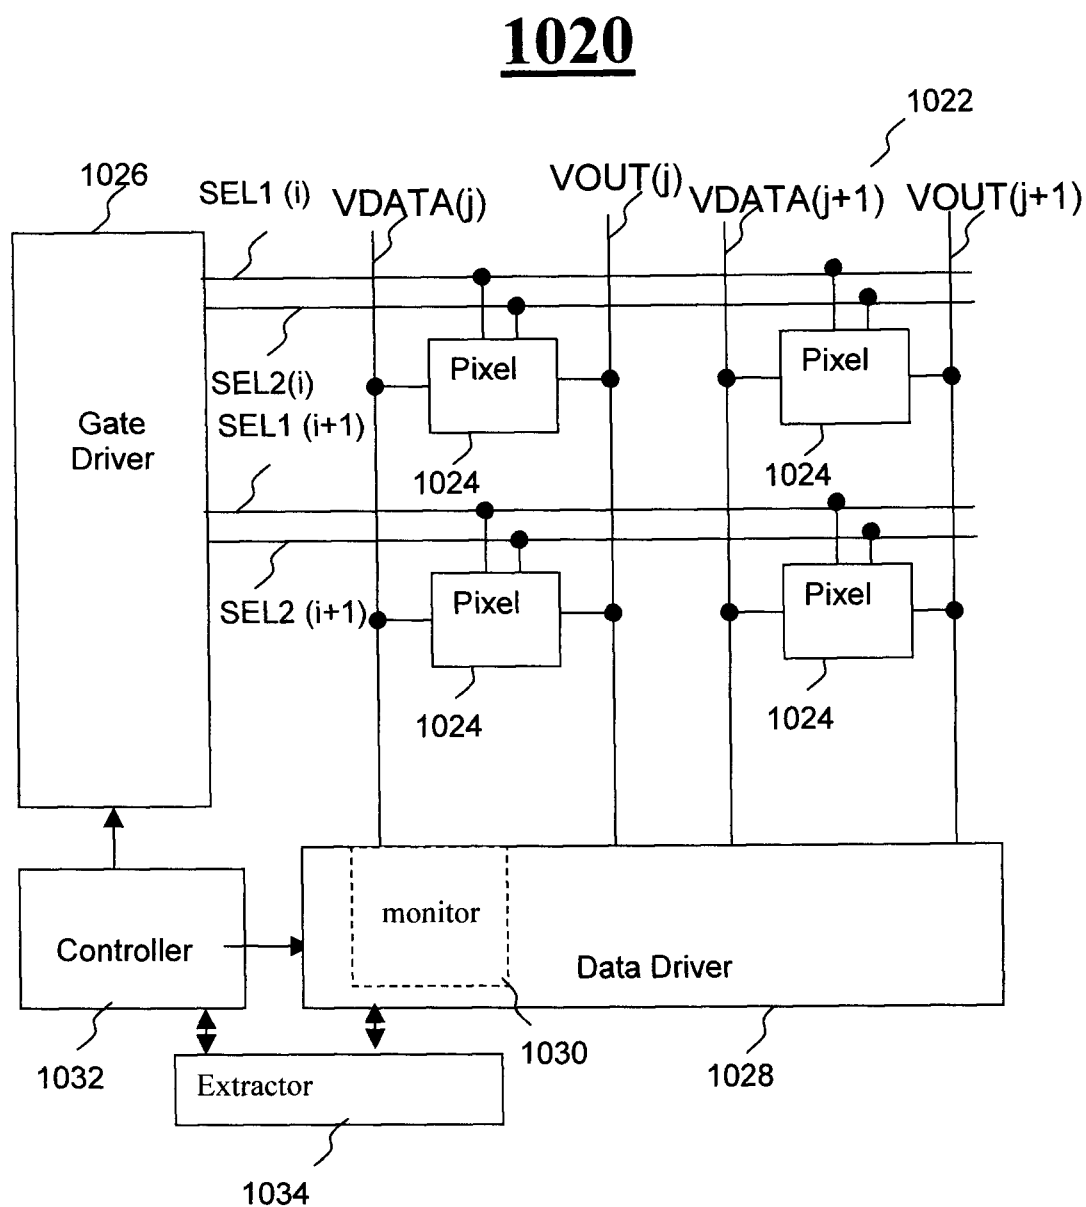 1020
1022
1026
SEL1 (i)
VDATA(j)
VOUT(j)
VDATA(j+1)
VOUT(j+1)
Pixel
Pixel
SEL2(i)
SEL1 (i+1)
Gate
Driver
1024
1024
Pixel
Pixel
SEL2 (i+1)
1024
1024
monitor
Controller
Data Driver
1030
1032
1028
Extractor
1034